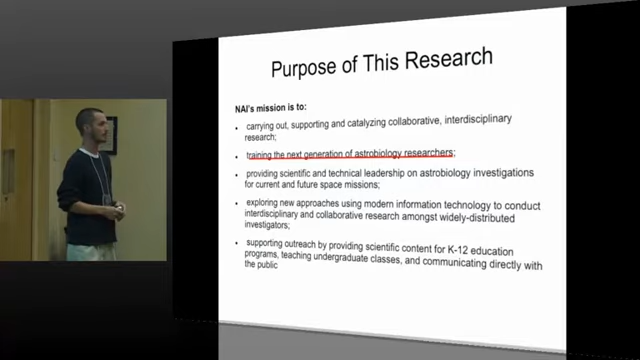 Purpose of This Research
NAI's mission is to:
• carrying out, supporting and catalyzing collaborative, interdisciplinary
research;
• training the next generation of astrobiology researchers;
• providing scientific and technical leadership on astrobiology investigations
for current and future space missions;
• exploring new approaches using modern information technology to conduct
interdisciplinary and collaborative research amongst widely-distributed
investigators;
• supporting outreach by providing scientific content for K-12 education
programs, teaching undergraduate classes, and communicating directly with
the public